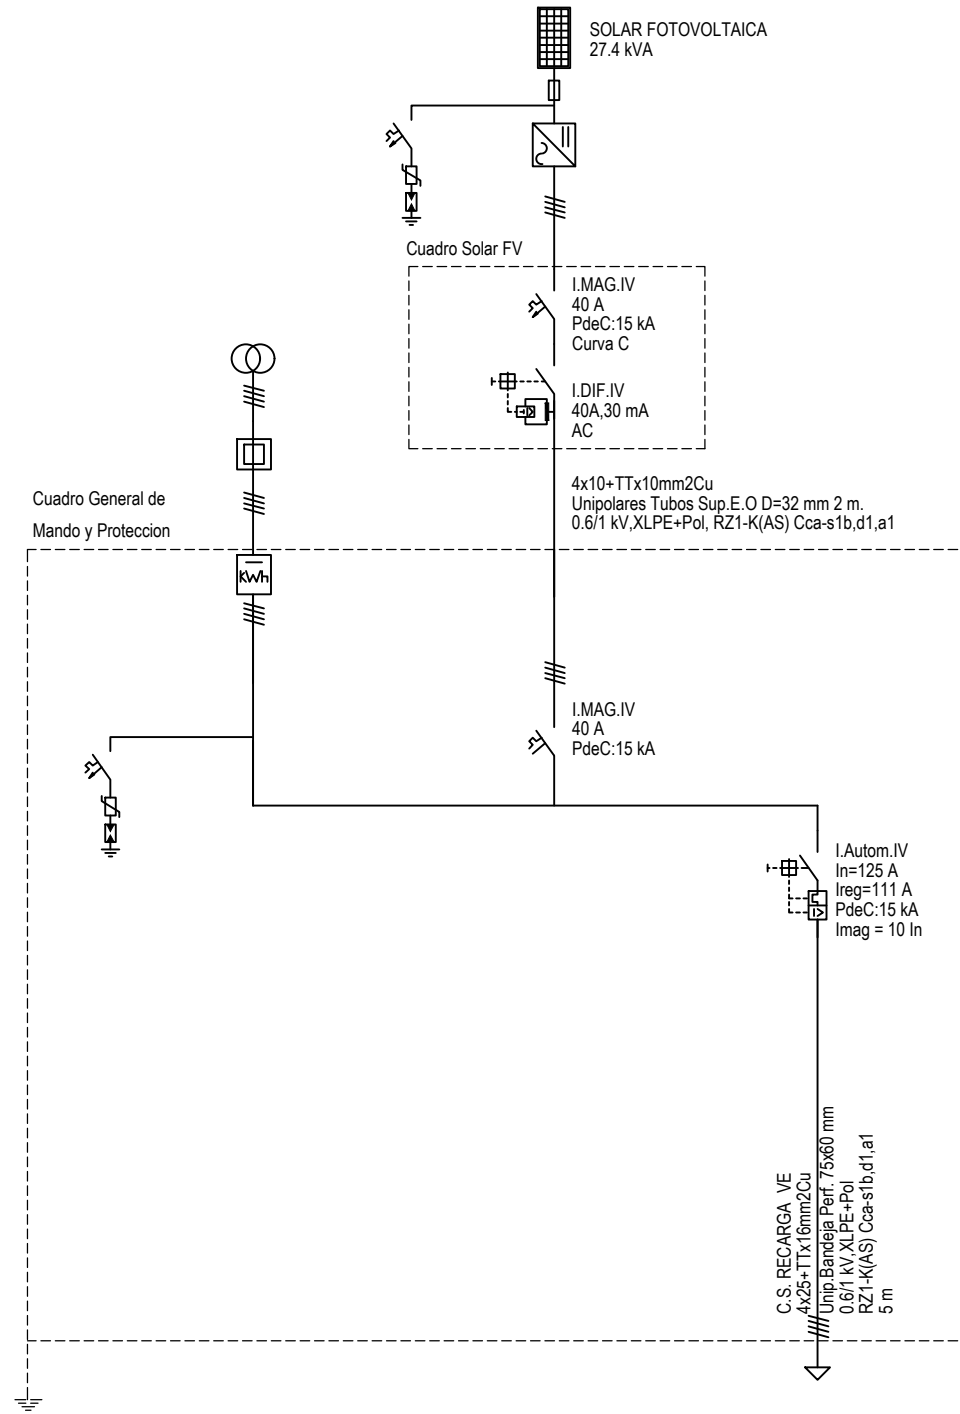 SOLAR FOTOVOLTAICA
27.4 kVA
Cuadro Solar FV
I.MAG.IV
40 A
PdeC:15 kA
Curva C
I.DIF.IV
40A,30 mA
AC
4x10+TTx10mm2Cu
Unipolares Tubos Sup.E.O D=32 mm 2 m.
0.6/1 kV,XLPE+Pol, RZ1-K(AS) Cca-s1b,d1,a1
Cuadro General de
Mando y Proteccion
KWh
I.MAG.IV
40 A
PdeC:15 kA
I.Autom.IV
In=125 A
Ireg=111 A
PdeC:15 kA
Imag = 10 In
C.S. RECARGA VE
4x25+TTx16mm2Cu
Unip.Bandeja Perf. 75x60 mm
0.6/1 kV,XLPE+Pol
RZ1-K(AS) Cca-s1b,d1,a1
5 m